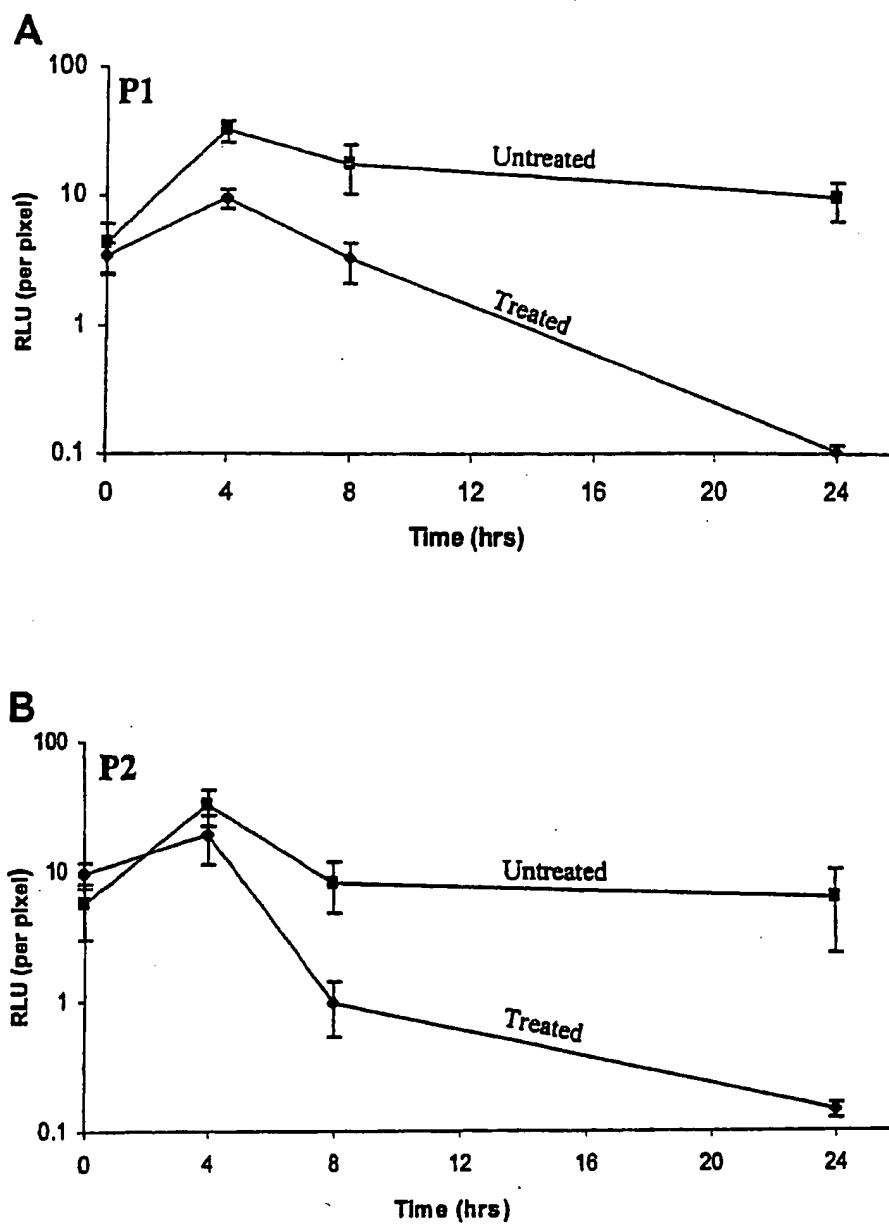 A
P1
100
10
1
0.1
RLU (per pixel)
Untreated
Treated
0 4 8 12 16 20 24
Time (hrs)
B
P2
100
10
1
0.1
RLU (per pixel)
Untreated
Treated
0 4 8 12 16 20 24
Time (hrs)